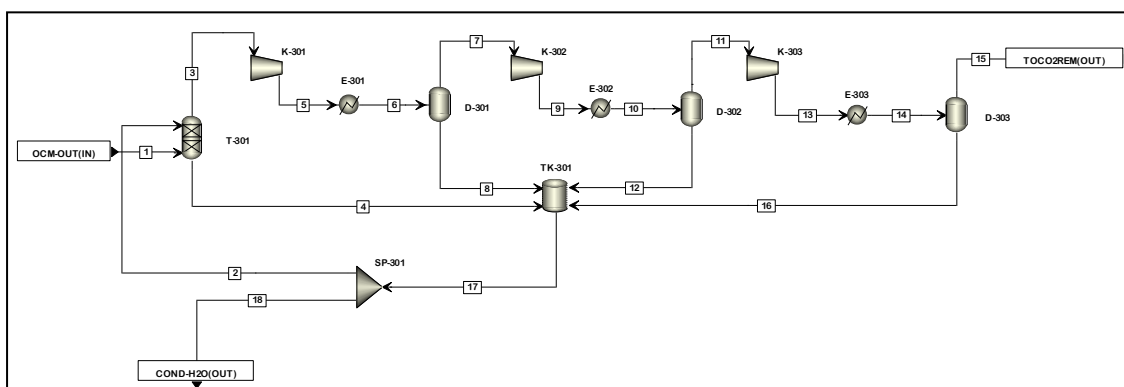 11
7
K-303
K-302
15
K-301
TOCO2REM(OUT)
3
E-301
E-302
E-303
5
6
D-301
9
10
D-302
13
14
D-303
OCM-OUT(IN)
1
T-301
TK-301
8
12
4
16
SP-301
2
17
18
COND-H2O(OUT)